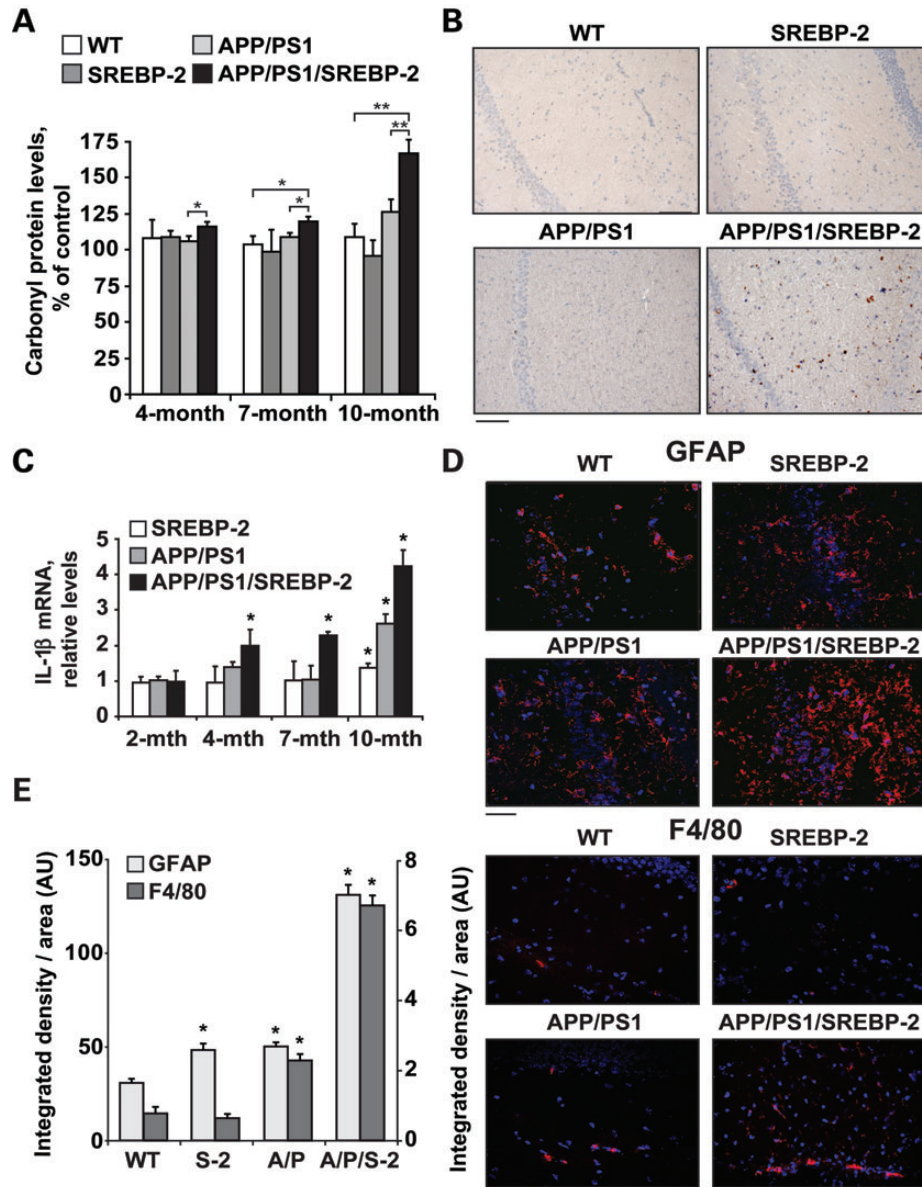 A
WT
APP/PS1
SREBP-2
APP/PS1/SREBP-2
Carbonyl protein levels,
% of control
175
150
125
100
75
50
25
0
*
*
*
**
**
4-month
7-month
10-month
B
WT
SREBP-2
APP/PS1
APP/PS1/SREBP-2
C
SREBP-2
APP/PS1
APP/PS1/SREBP-2
IL-1β mRNA,
relative levels
5
4
3
2
1
0
*
*
*
*
*
2-mth
4-mth
7-mth
10-mth
D
GFAP
WT
SREBP-2
APP/PS1
APP/PS1/SREBP-2
F4/80
WT
SREBP-2
APP/PS1
APP/PS1/SREBP-2
E
GFAP
F4/80
Integrated density / area (AU)
150
100
50
0
*
*
*
*
*
8
6
4
2
0
Integrated density / area (AU)
WT
S-2
A/P
A/P/S-2